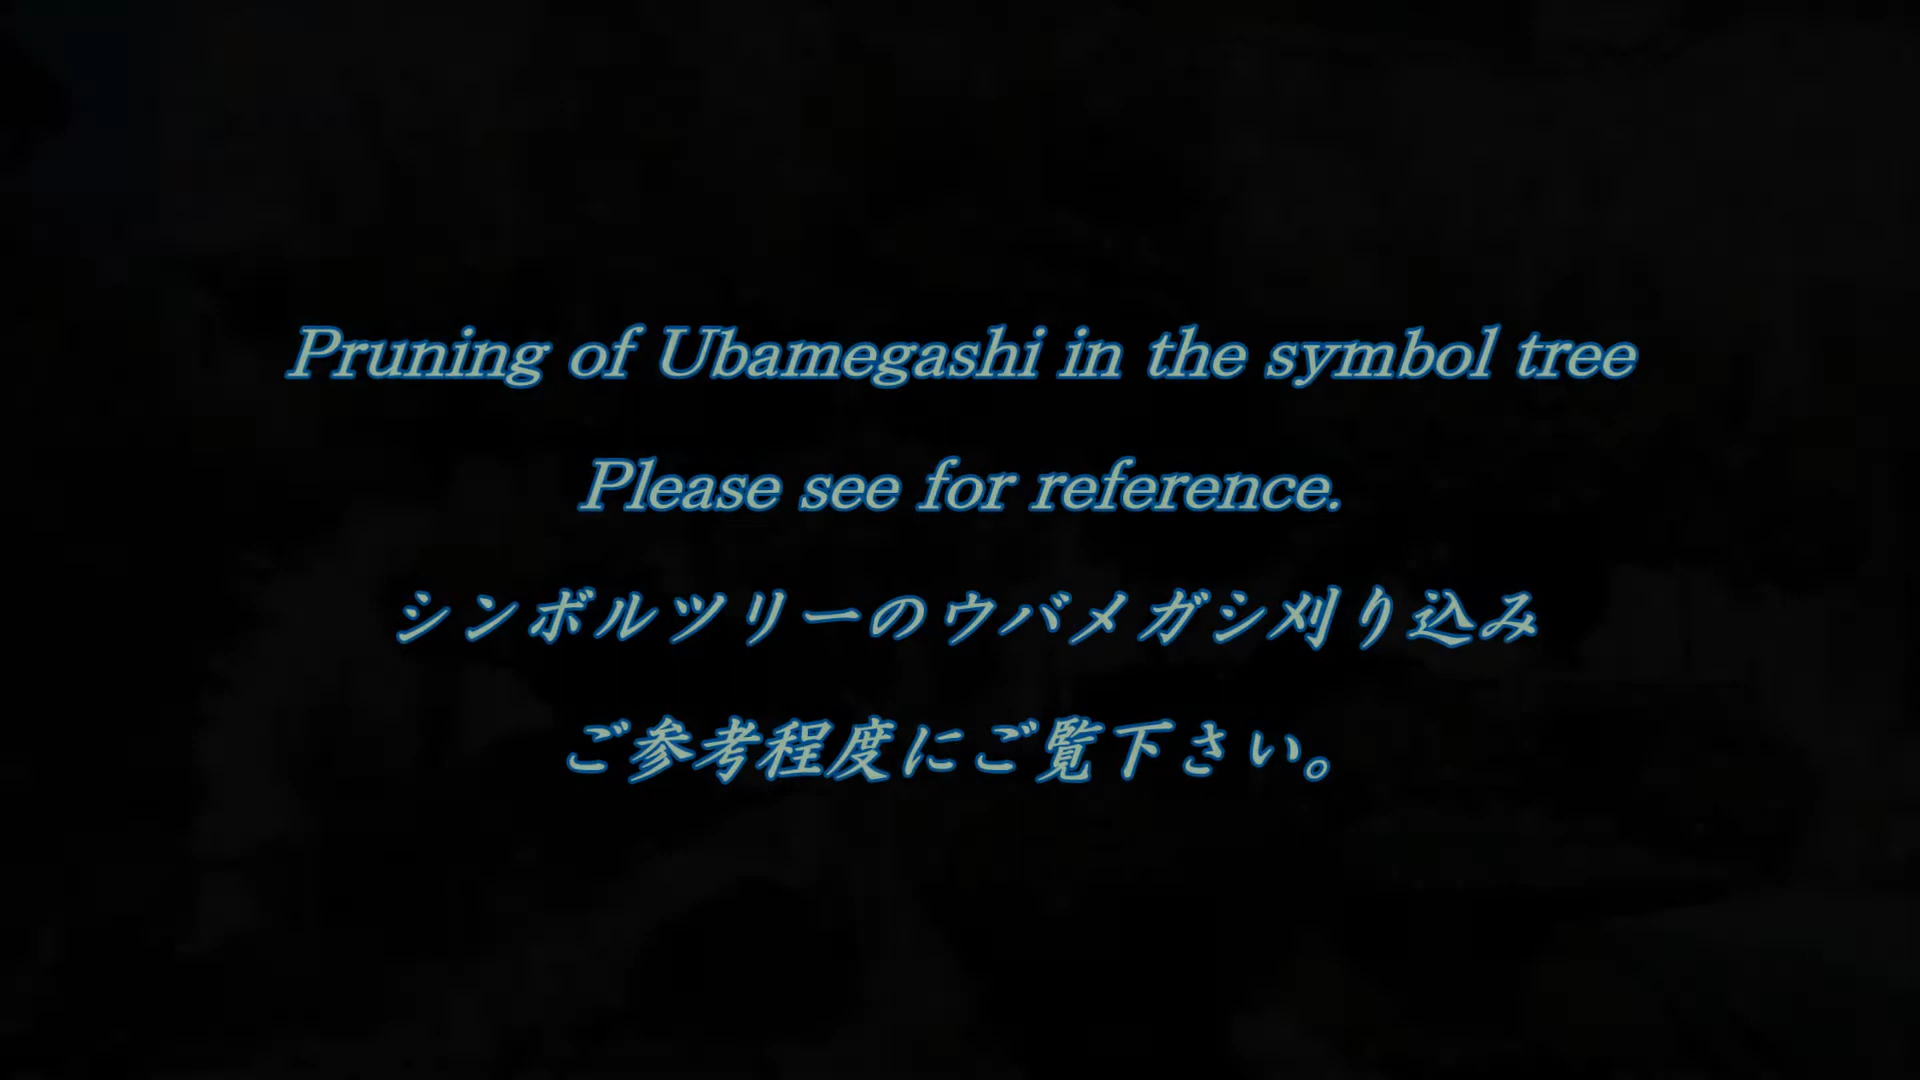 Pruning of Ubamegashi in the symbol tree
Please see for reference.
シンボルツリーのウバメガシ刈り込み
ご参考程度にご覧下さい。